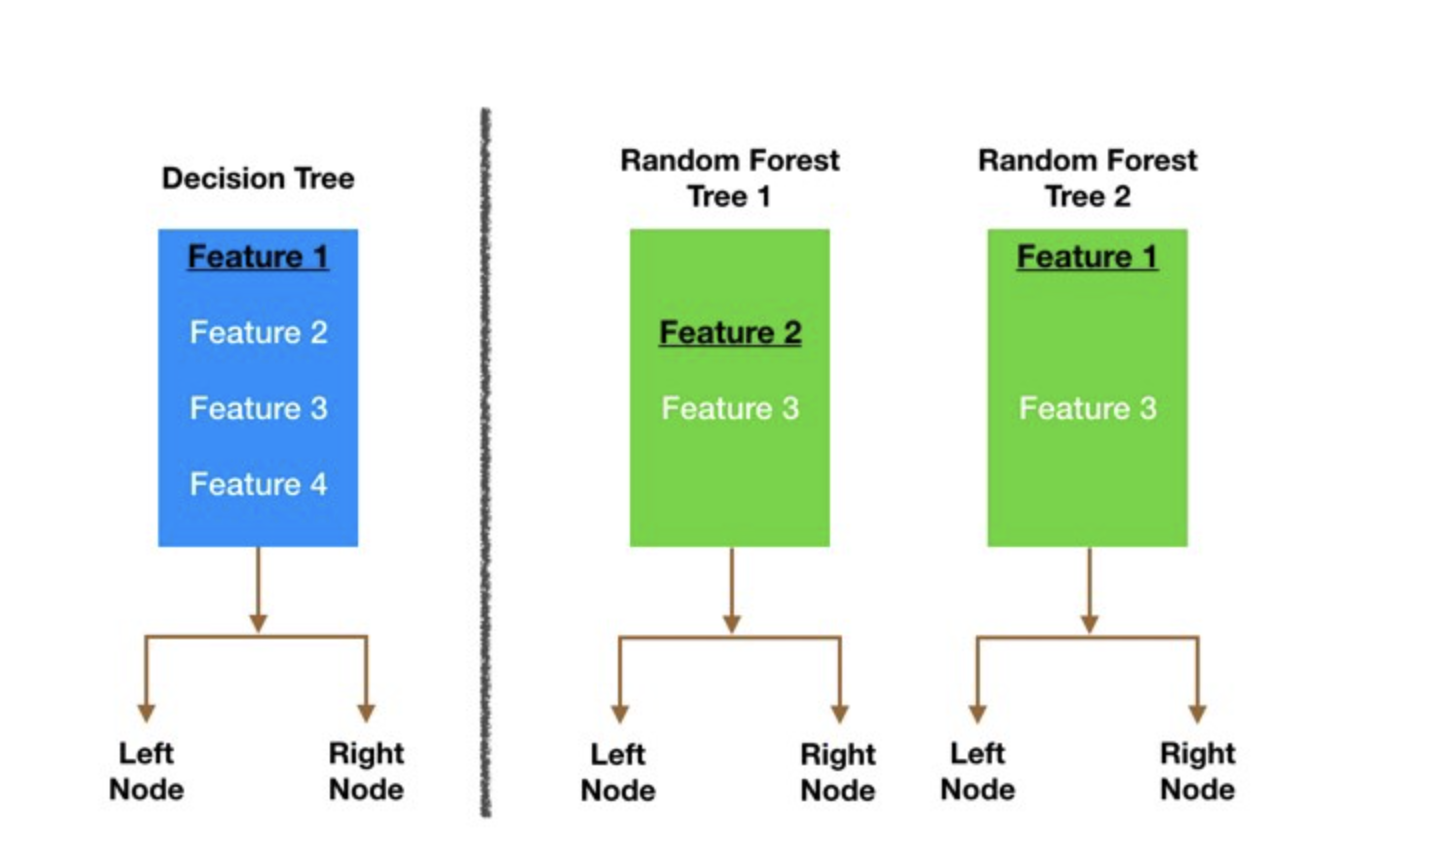 Decision Tree
Feature 1
Feature 2
Feature 3
Feature 4
Left
Node
Right
Node
Random Forest
Tree 1
Feature 2
Feature 3
Left
Node
Right
Node
Random Forest
Tree 2
Feature 1
Feature 3
Left
Node
Right
Node